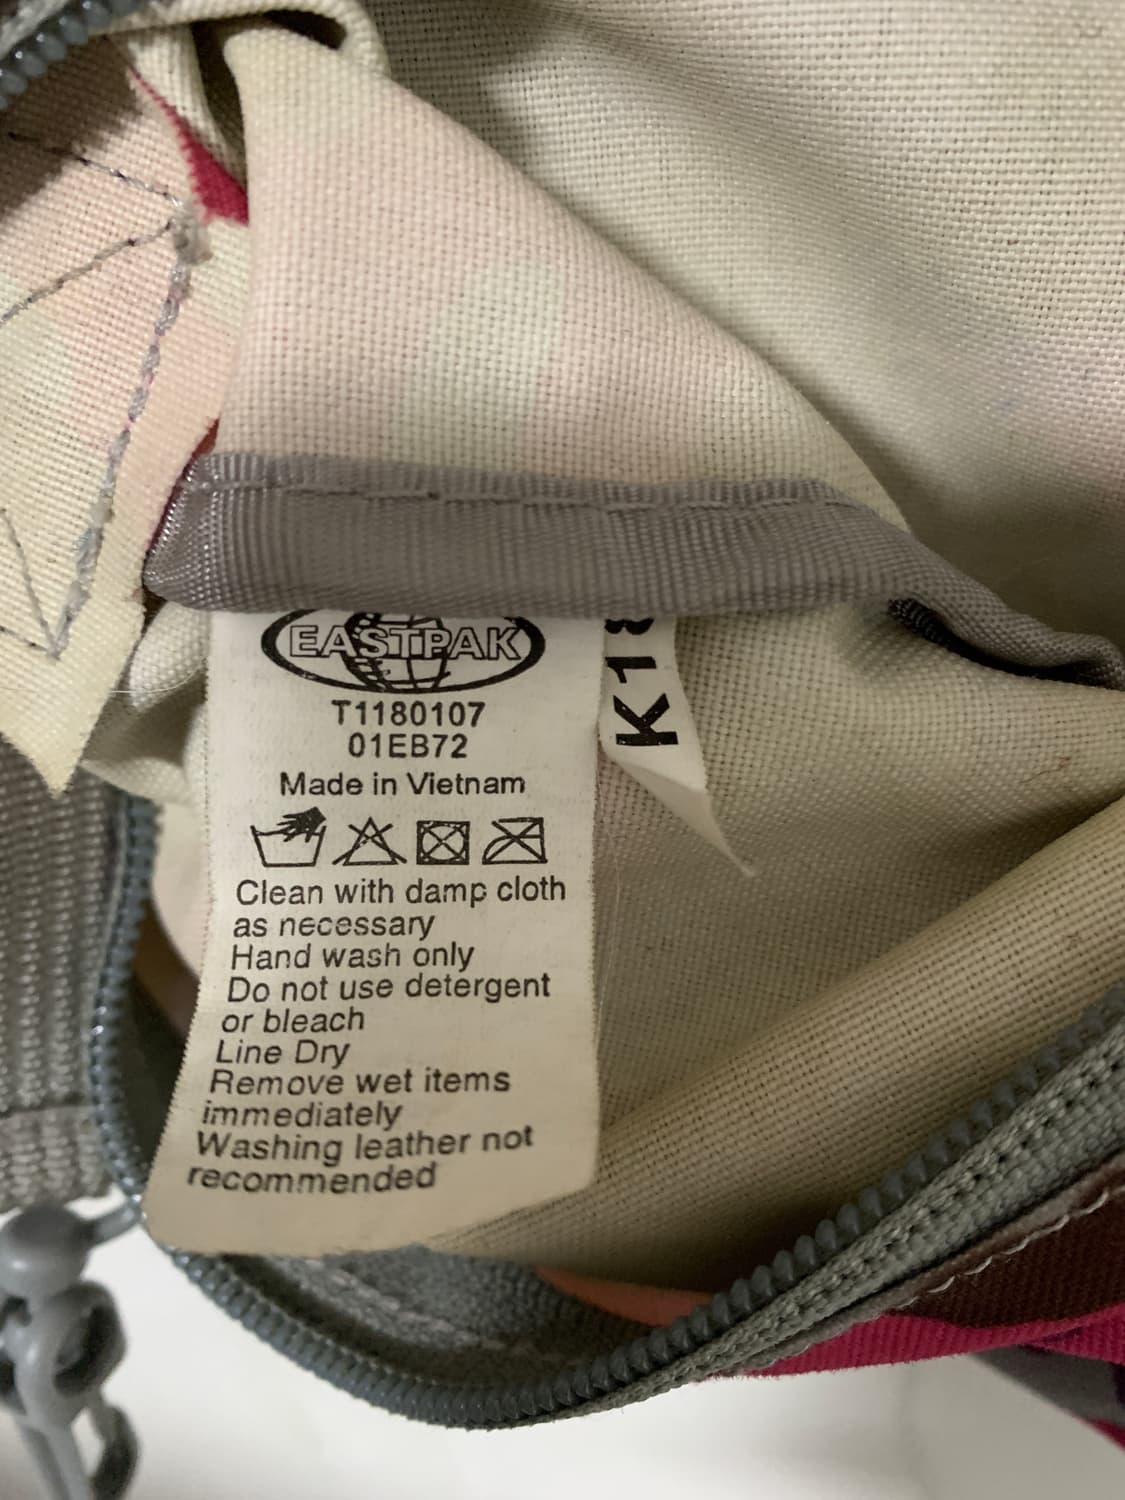 EASTPAK
T1180107
01EB72
Made in Vietnam
Clean with damp cloth
as necessary
Hand wash only
Do not use detergent
or bleach
Line Dry
Remove wet items
immediately
Washing leather not
recommended
K18